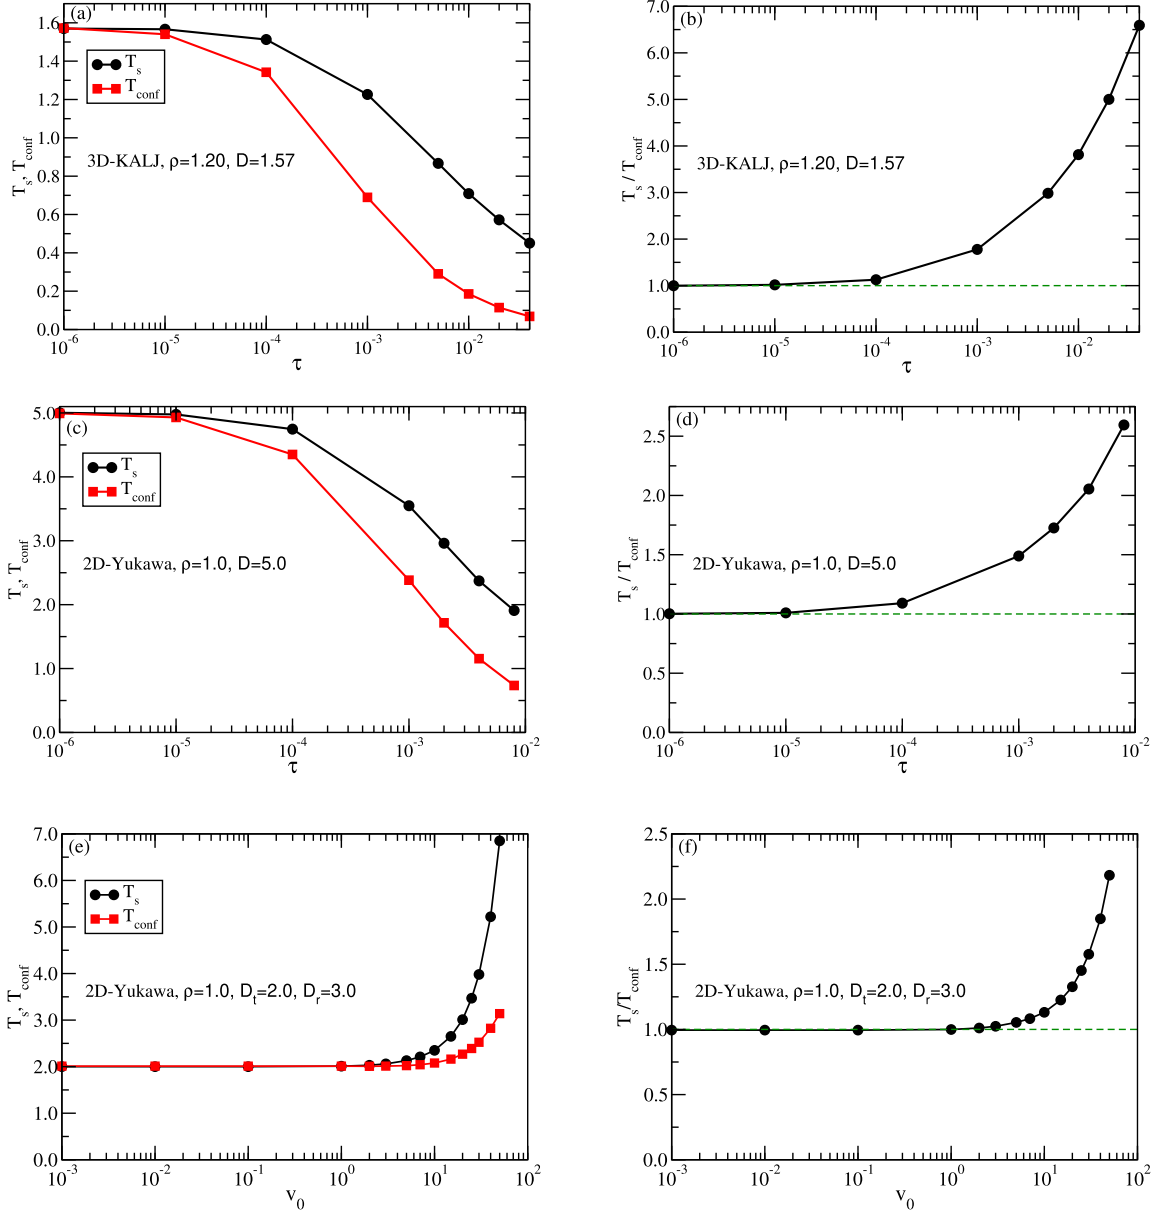 (a)
1.6
1.4
1.2
1.0
0.8
0.6
0.4
0.2
0.0
T_s, T_conf
T_s
T_conf
3D-KALJ, ρ=1.20, D=1.57
10^-6
10^-5
10^-4
10^-3
10^-2
τ
(b)
7.0
6.0
5.0
4.0
3.0
2.0
1.0
0.0
T_s / T_conf
3D-KALJ, ρ=1.20, D=1.57
10^-6
10^-5
10^-4
10^-3
10^-2
τ
(c)
5.0
4.0
3.0
2.0
1.0
0.0
T_s, T_conf
T_s
T_conf
2D-Yukawa, ρ=1.0, D=5.0
10^-6
10^-5
10^-4
10^-3
10^-2
τ
(d)
2.5
2.0
1.5
1.0
0.5
0.0
T_s / T_conf
2D-Yukawa, ρ=1.0, D=5.0
10^-6
10^-5
10^-4
10^-3
10^-2
τ
(e)
7.0
6.0
5.0
4.0
3.0
2.0
1.0
0.0
T_s, T_conf
T_s
T_conf
2D-Yukawa, ρ=1.0, D_t=2.0, D_r=3.0
10^-3
10^-2
10^-1
10^0
10^1
10^2
v_0
(f)
2.5
2.0
1.5
1.0
0.5
0.0
T_s/T_conf
2D-Yukawa, ρ=1.0, D_t=2.0, D_r=3.0
10^-3
10^-2
10^-1
10^0
10^1
10^2
v_0